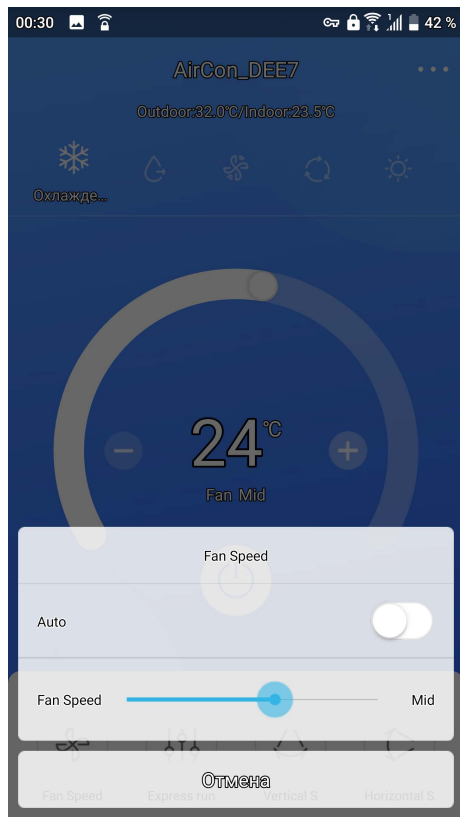 00:30 42 %
AirCon_DEE7
Outdoor:32.0℃/Indoor:23.5℃
Охлажде...
24℃
Fan Mid
Fan Speed
Auto
Fan Speed Mid
Отмена
Fan Speed Express run Vertical S Horizontal S